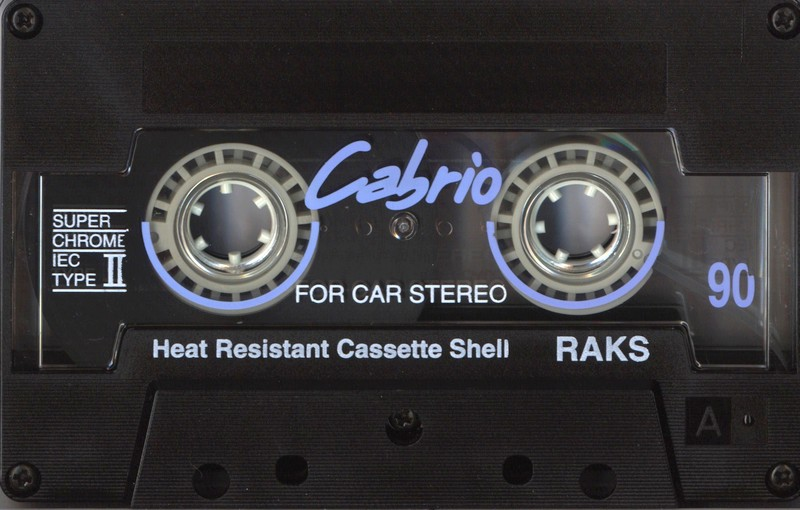 Cabrio
SUPER
CHROME
IEC
TYPE II
90
FOR CAR STEREO
Heat Resistant Cassette Shell
RAKS
A